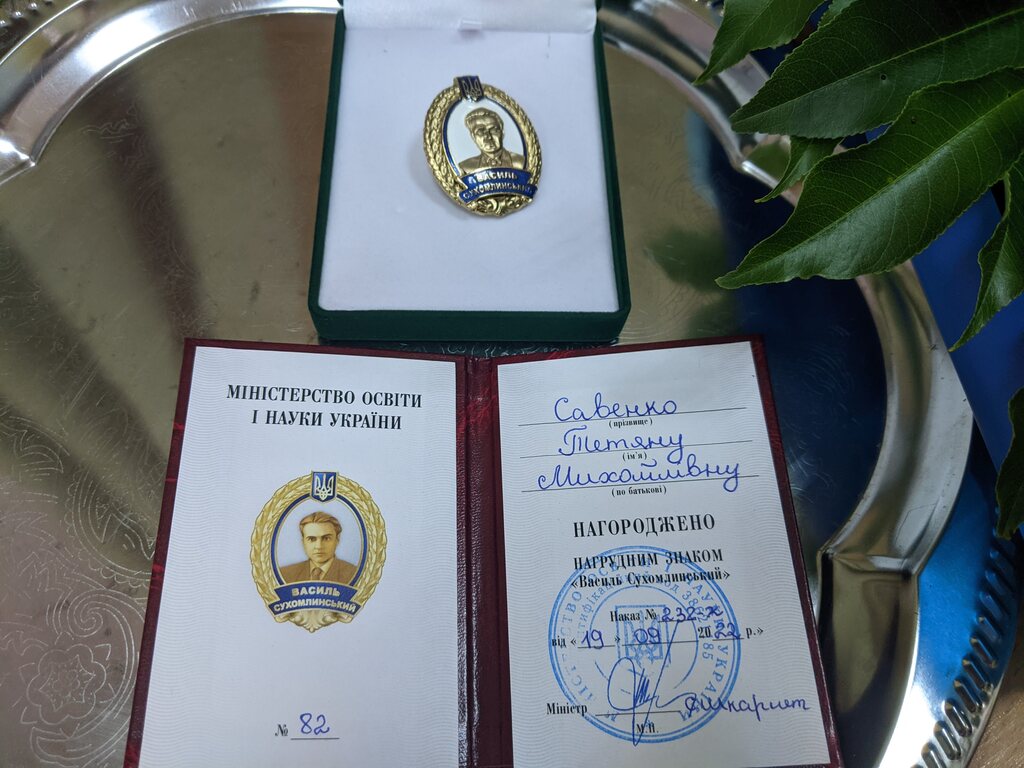 ВАСИЛЬ
СУХОМЛИНСЬКИЙ
МІНІСТЕРСТВО ОСВІТИ
І НАУКИ УКРАЇНИ
ВАСИЛЬ
СУХОМЛИНСЬКИЙ
№ 82
Савенко
(прізвище)
Тетяну
(ім'я)
Михайлівну
(по батькові)
НАГОРОДЖЕНО
НАГРУДНИМ ЗНАКОМ
«Василь Сухомлинський»
Наказ № 232-к
від « 19 » 09 2022 р.»
Міністр
М.П.